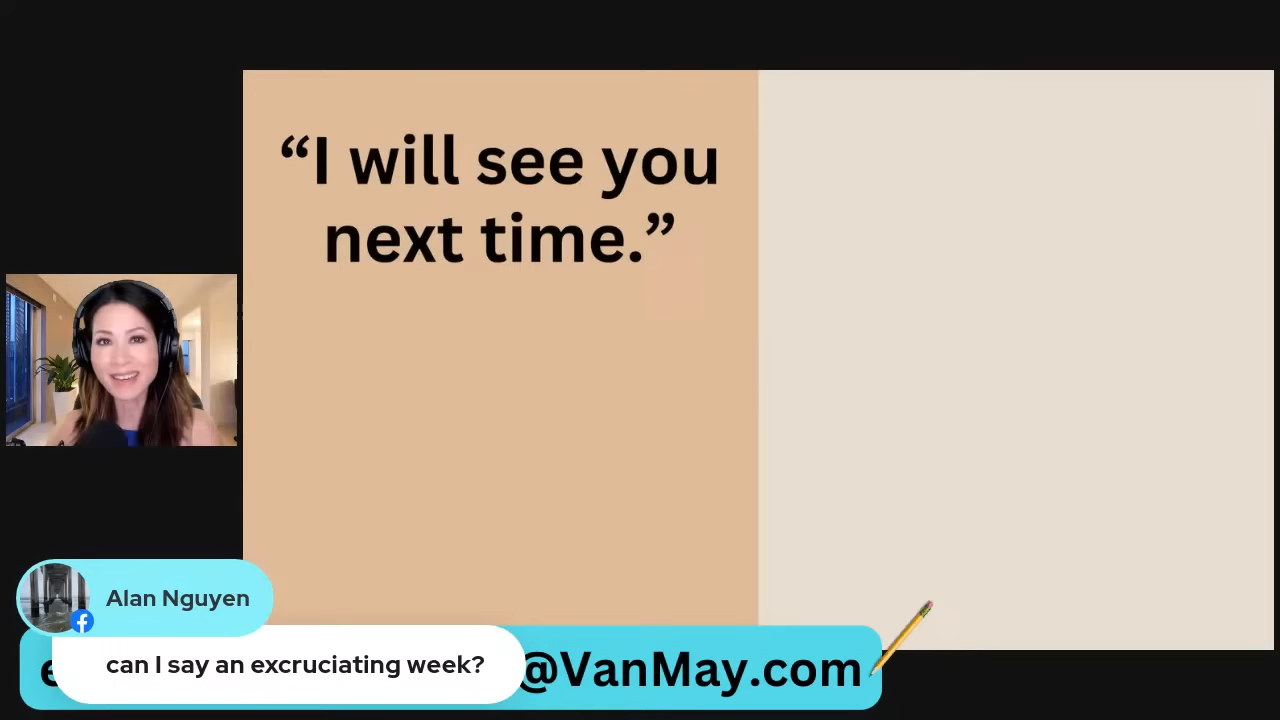 “I will see you
next time.”
Alan Nguyen
can I say an excruciating week?
@VanMay.com